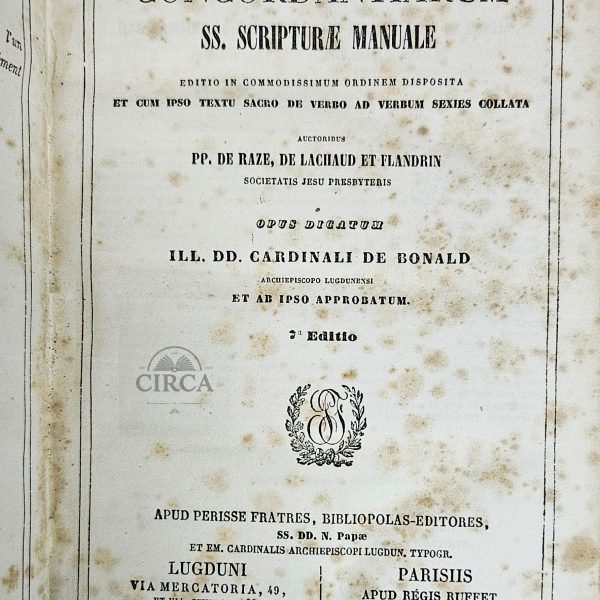 l'un
ment
CONCORDANTIARUM
SS. SCRIPTURÆ MANUALE
EDITIO IN COMMODISSIMUM ORDINEM DISPOSITA
ET CUM IPSO TEXTU SACRO DE VERBO AD VERBUM SEXIES COLLATA
AUCTORIBUS
PP. DE RAZE, DE LACHAUD ET FLANDRIN
SOCIETATIS JESU PRESBYTERIS
OPUS DICATUM
ILL. DD. CARDINALI DE BONALD
ARCHIEPISCOPO LUGDUNENSI
ET AB IPSO APPROBATUM.
7ª Editio
CIRCA
APUD PERISSE FRATRES, BIBLIOPOLAS-EDITORES,
SS. DD. N. Papæ
ET EM. CARDINALIS ARCHIEPISCOPI LUGDUN. TYPOGR.
LUGDUNI
VIA MERCATORIA, 49,
PARISIIS
APUD RÉGIS RUFFET